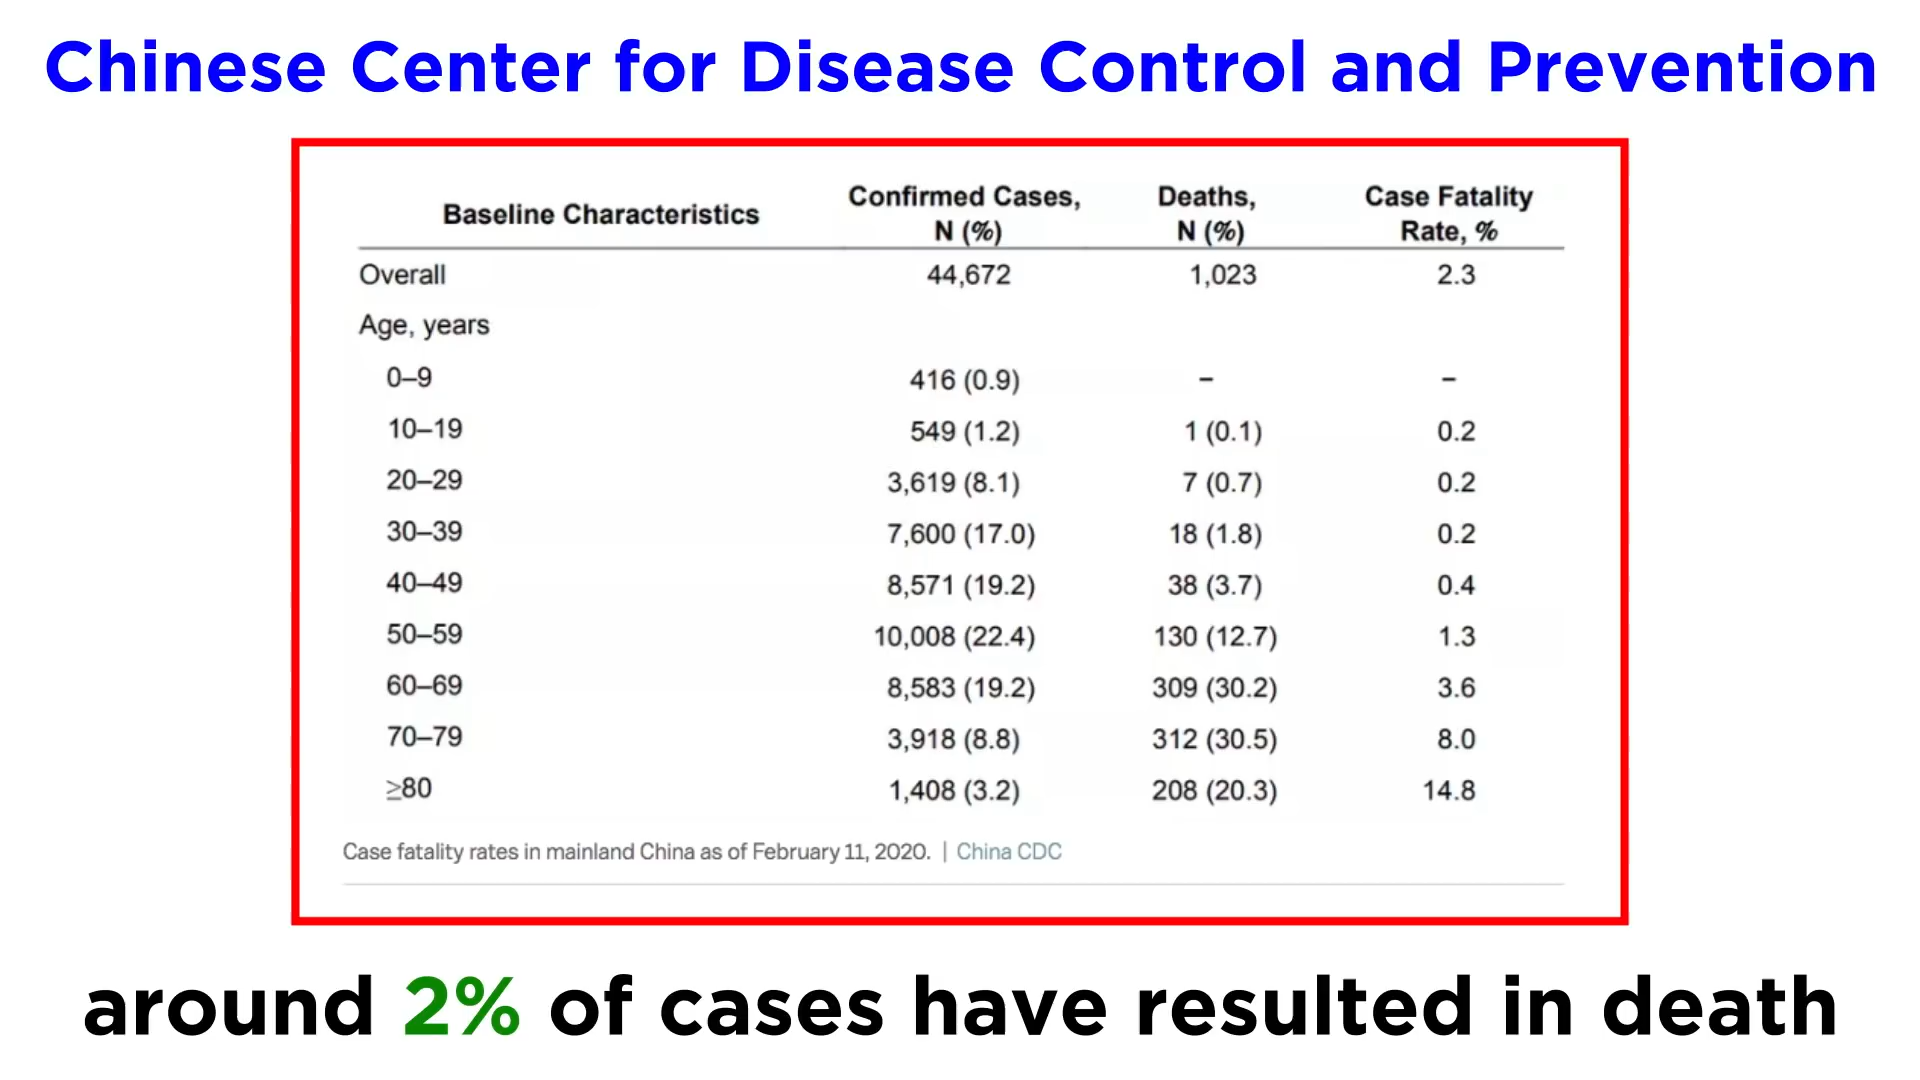 Chinese Center for Disease Control and Prevention
Baseline Characteristics Confirmed Cases, N (%) Deaths, N (%) Case Fatality Rate, %
Overall 44,672 1,023 2.3
Age, years
0–9 416 (0.9) – –
10–19 549 (1.2) 1 (0.1) 0.2
20–29 3,619 (8.1) 7 (0.7) 0.2
30–39 7,600 (17.0) 18 (1.8) 0.2
40–49 8,571 (19.2) 38 (3.7) 0.4
50–59 10,008 (22.4) 130 (12.7) 1.3
60–69 8,583 (19.2) 309 (30.2) 3.6
70–79 3,918 (8.8) 312 (30.5) 8.0
≥80 1,408 (3.2) 208 (20.3) 14.8
Case fatality rates in mainland China as of February 11, 2020. | China CDC
around 2% of cases have resulted in death